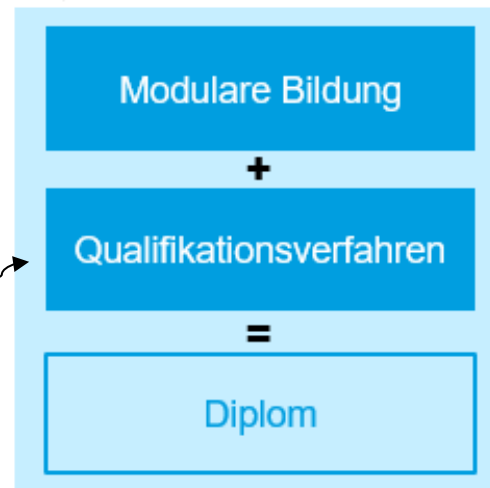 Modulare Bildung
+
Qualifikationsverfahren
=
Diplom